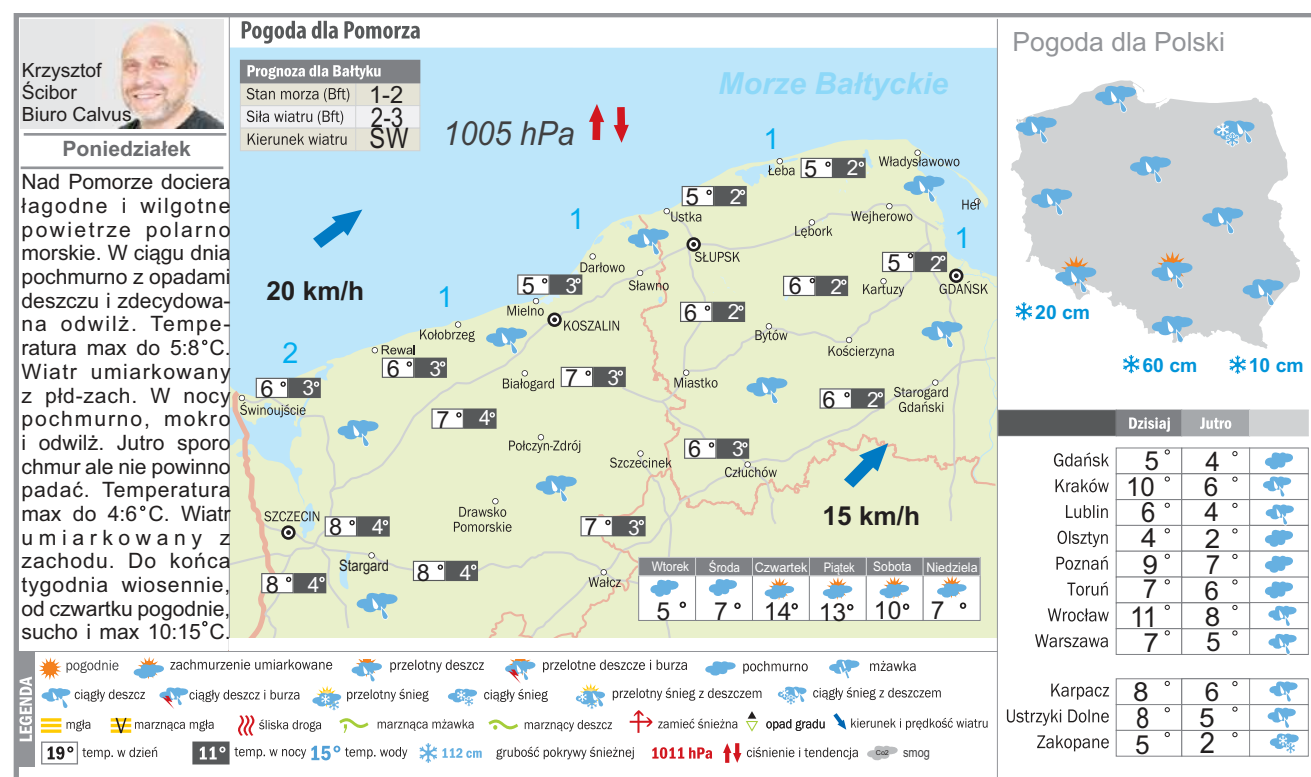 Krzysztof
Ścibor
Biuro Calvus
Poniedziałek
Nad Pomorze dociera
łagodne i wilgotne
powietrze polarno
morskie. W ciągu dnia
pochmurno z opadami
deszczu i zdecydowa-
na odwilż. Tempe-
ratura max do 5:8°C.
Wiatr umiarkowany
z płd-zach. W nocy
pochmurno, mokro
i odwilż. Jutro sporo
chmur ale nie powinno
padać. Temperatura
max do 4:6°C. Wiatr
umiarkowany z
zachodu. Do końca
tygodnia wiosennie,
od czwartku pogodnie,
sucho i max 10:15°C.
Pogoda dla Pomorza
Prognoza dla Bałtyku
Stan morza (Bft) 1-2
Siła wiatru (Bft) 2-3
Kierunek wiatru SW
Morze Bałtyckie
1005 hPa
1
Łeba 5° 2°
Władysławowo
Hel
5° 2°
Ustka
1
Wejherowo
Lębork
1
SŁUPSK
5° 2°
Kartuzy
GDAŃSK
20 km/h
Darłowo
Sławno
5° 3°
Mielno
KOSZALIN
6° 2°
6° 2°
Bytów
Kościerzyna
1
Kołobrzeg
2
Rewal
6° 3°
6° 3°
Świnoujście
Białogard
7° 3°
Miastko
6° 2°
Starogard
Gdański
7° 4°
Połczyn-Zdrój
Szczecinek
6° 3°
Człuchów
15 km/h
SZCZECIN
8° 4°
Drawsko
Pomorskie
7° 3°
Stargard
8° 4°
8° 4°
Wałcz
Wtorek Środa Czwartek Piątek Sobota Niedziela
5° 7° 14° 13° 10° 7°
Pogoda dla Polski
20 cm
60 cm
10 cm
Dzisiaj Jutro
Gdańsk 5° 4°
Kraków 10° 6°
Lublin 6° 4°
Olsztyn 4° 2°
Poznań 9° 7°
Toruń 7° 6°
Wrocław 11° 8°
Warszawa 7° 5°
Karpacz 8° 6°
Ustrzyki Dolne 8° 5°
Zakopane 5° 2°
LEGENDA
pogodnie zachmurzenie umiarkowane przelotny deszcz przelotne deszcze i burza pochmurno mżawka
ciągły deszcz ciągły deszcz i burza przelotny śnieg ciągły śnieg przelotny śnieg z deszczem ciągły śnieg z deszczem
mgła marznąca mgła śliska droga marznąca mżawka marznący deszcz zamieć śnieżna opad gradu kierunek i prędkość wiatru
19° temp. w dzień 11° temp. w nocy 15° temp. wody 112 cm grubość pokrywy śnieżnej 1011 hPa ciśnienie i tendencja Co2 smog